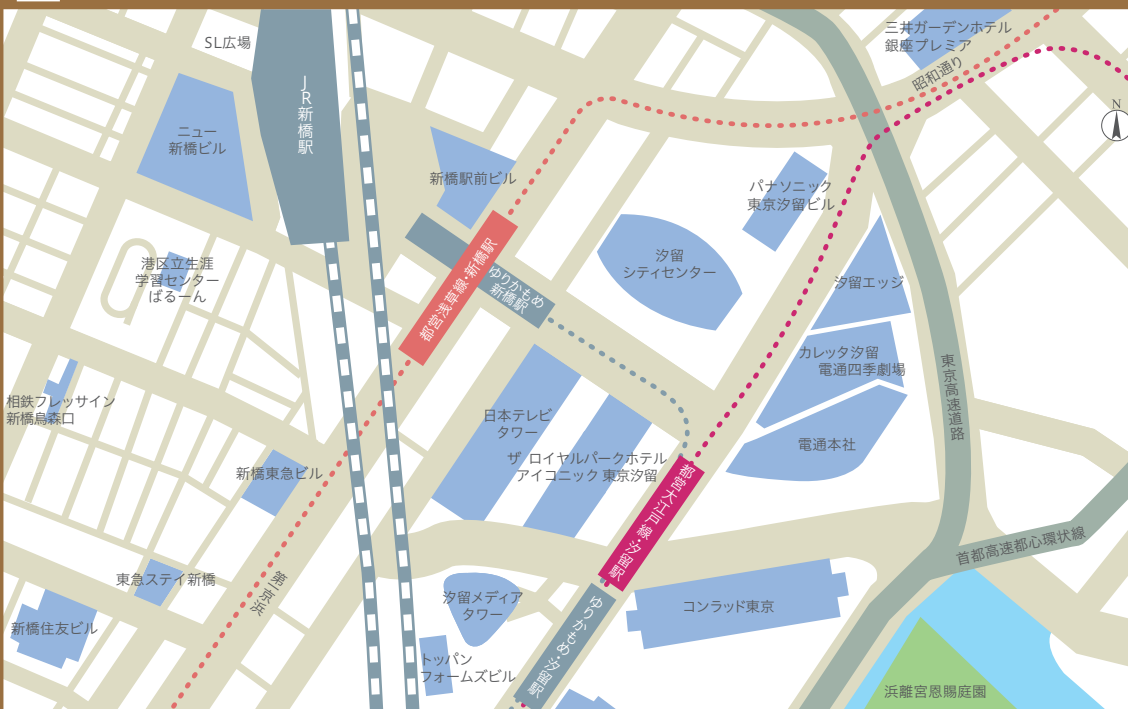 三井ガーデンホテル
銀座プレミア
SL広場
昭和通り
JR新橋駅
N
ニュー
新橋ビル
新橋駅前ビル
パナソニック
東京汐留ビル
都営浅草線・新橋駅
港区立生涯
学習センター
ばるーん
ゆりかもめ
新橋駅
汐留
シティセンター
汐留エッジ
カレッタ汐留
電通四季劇場
東京高速道路
相鉄フレッサイン
新橋烏森口
日本テレビ
タワー
電通本社
ザ ロイヤルパークホテル
アイコニック 東京汐留
新橋東急ビル
都営大江戸線・汐留駅
首都高速都心環状線
東急ステイ新橋
第一京浜
汐留メディア
タワー
コンラッド東京
新橋住友ビル
ゆりかもめ・汐留駅
トッパン
フォームズビル
浜離宮恩賜庭園